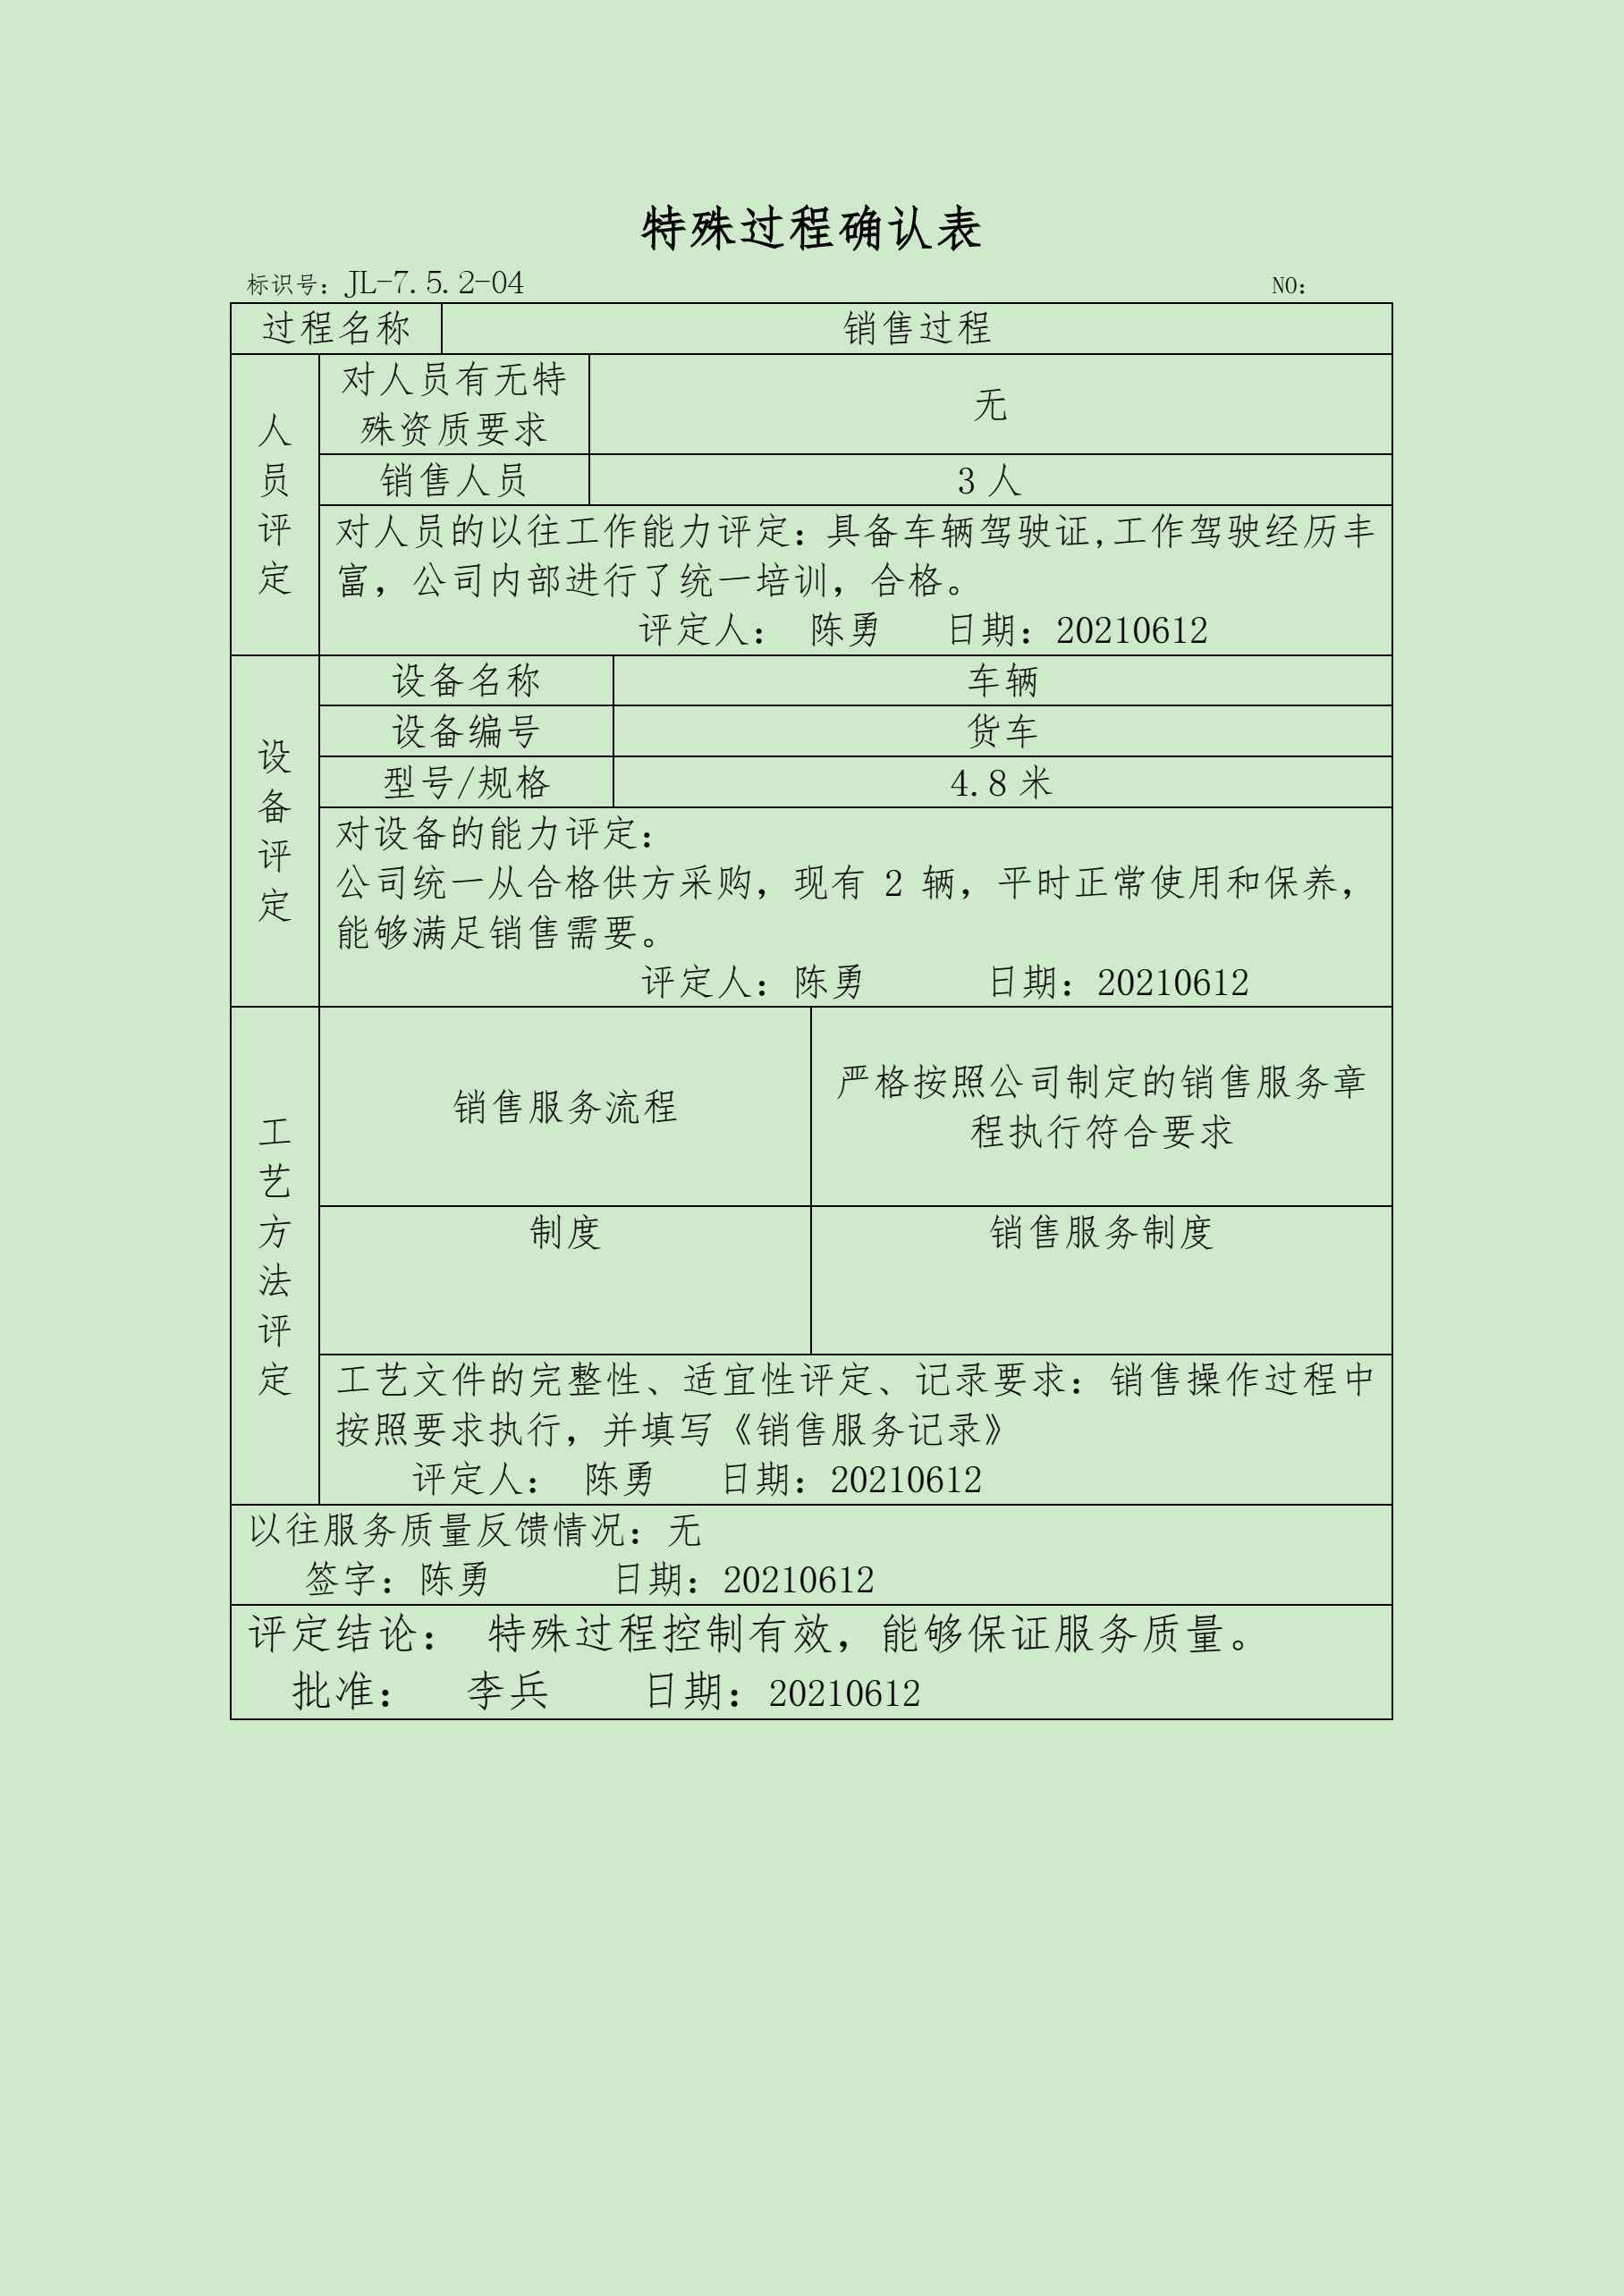 特殊过程确认表
标识号：JL-7.5.2-04 NO：
过程名称 销售过程
人员评定
对人员有无特
殊资质要求 无
销售人员 3 人
对人员的以往工作能力评定：具备车辆驾驶证,工作驾驶经历丰
富，公司内部进行了统一培训，合格。
评定人： 陈勇 日期：20210612
设备评定
设备名称 车辆
设备编号 货车
型号/规格 4.8 米
对设备的能力评定：
公司统一从合格供方采购，现有 2 辆，平时正常使用和保养，
能够满足销售需要。
评定人：陈勇 日期：20210612
工艺方法评定
销售服务流程
严格按照公司制定的销售服务章
程执行符合要求
制度 销售服务制度
工艺文件的完整性、适宜性评定、记录要求：销售操作过程中
按照要求执行，并填写《销售服务记录》
评定人： 陈勇 日期：20210612
以往服务质量反馈情况：无
签字：陈勇 日期：20210612
评定结论： 特殊过程控制有效，能够保证服务质量。
批准： 李兵 日期：20210612